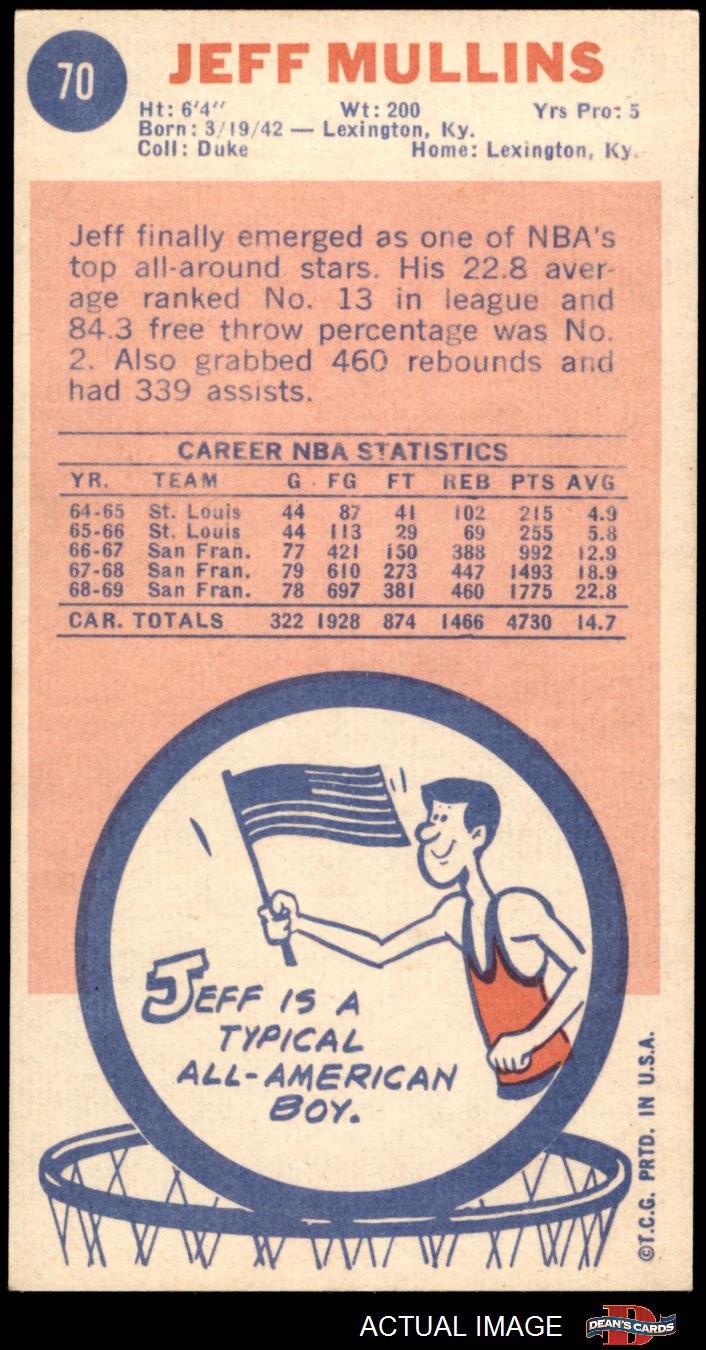 70
JEFF MULLINS
Ht: 6'4" Wt: 200 Yrs Pro: 5
Born: 3/19/42 — Lexington, Ky.
Coll: Duke Home: Lexington, Ky.
Jeff finally emerged as one of NBA's
top all-around stars. His 22.8 aver-
age ranked No. 13 in league and
84.3 free throw percentage was No.
2. Also grabbed 460 rebounds and
had 339 assists.
CAREER NBA STATISTICS
YR. TEAM G FG FT REB PTS AVG
64-65 St. Louis 44 87 41 102 215 4.9
65-66 St. Louis 44 113 29 69 255 5.8
66-67 San Fran. 77 421 150 388 992 12.9
67-68 San Fran. 79 610 273 447 1493 18.9
68-69 San Fran. 78 697 381 460 1775 22.8
CAR. TOTALS 322 1928 874 1466 4730 14.7
JEFF IS A
TYPICAL
ALL-AMERICAN
BOY.
©T.C.G. PRTD. IN U.S.A.
ACTUAL IMAGE
D
DEAN'S CARDS